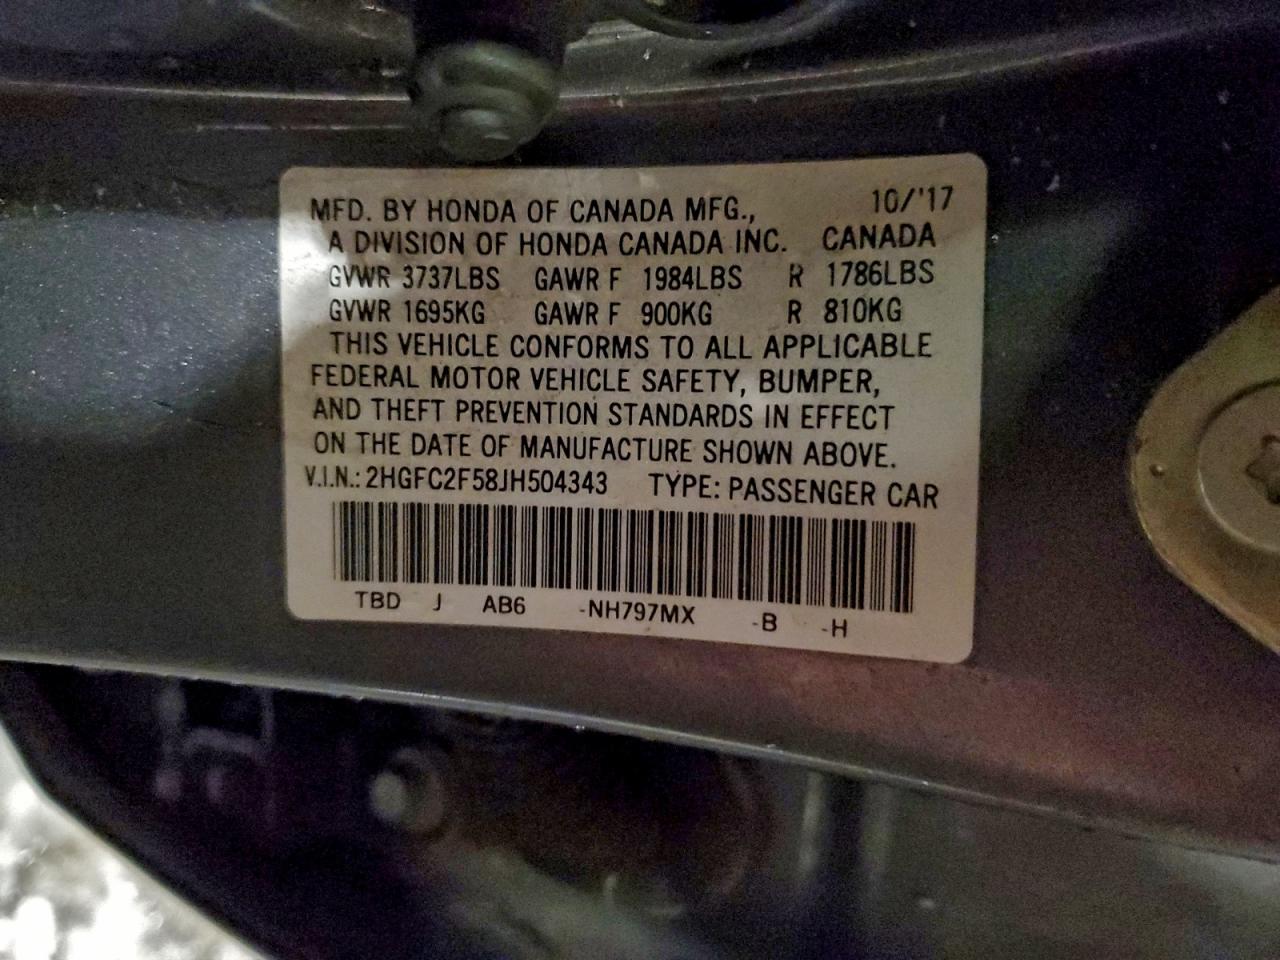 MFD. BY HONDA OF CANADA MFG., 10/'17
A DIVISION OF HONDA CANADA INC. CANADA
GVWR 3737LBS GAWR F 1984LBS R 1786LBS
GVWR 1695KG GAWR F 900KG R 810KG
THIS VEHICLE CONFORMS TO ALL APPLICABLE
FEDERAL MOTOR VEHICLE SAFETY, BUMPER,
AND THEFT PREVENTION STANDARDS IN EFFECT
ON THE DATE OF MANUFACTURE SHOWN ABOVE.
V.I.N.: 2HGFC2F58JH504343 TYPE: PASSENGER CAR
TBD J AB6 -NH797MX -B -H